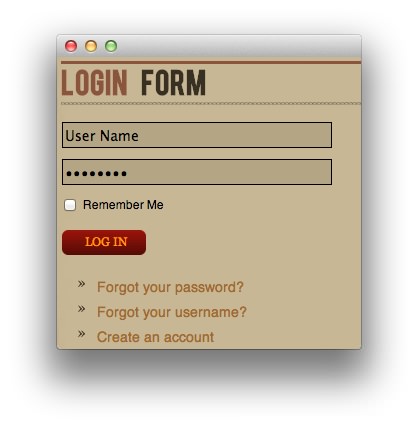 LOGIN FORM
User Name
••••••••
Remember Me
LOG IN
» Forgot your password?
» Forgot your username?
» Create an account